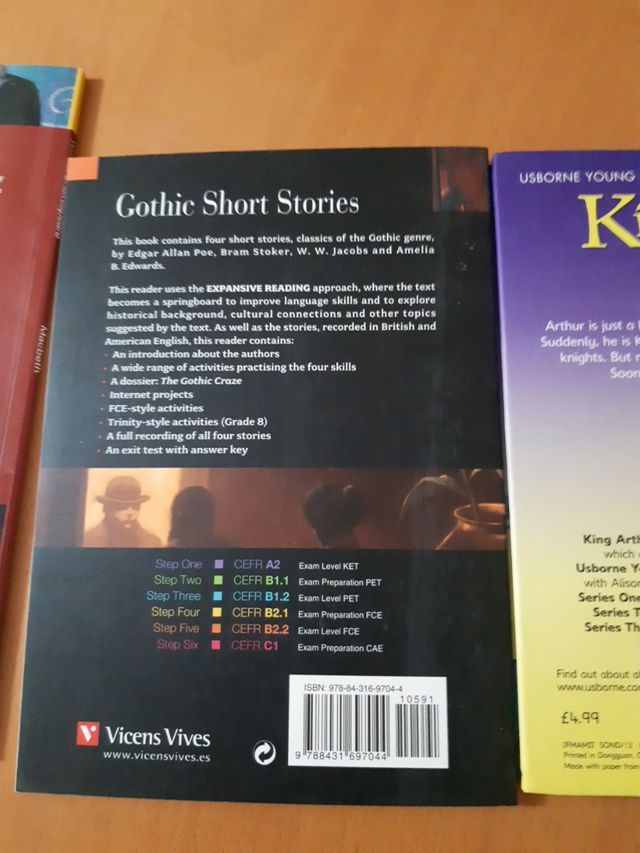 Macbeth
Gothic Short Stories
This book contains four short stories, classics of the Gothic genre,
by Edgar Allan Poe, Bram Stoker, W. W. Jacobs and Amelia
B. Edwards.
This reader uses the EXPANSIVE READING approach, where the text
becomes a springboard to improve language skills and to explore
historical background, cultural connections and other topics
suggested by the text. As well as the stories, recorded in British and
American English, this reader contains:
• An introduction about the authors
• A wide range of activities practising the four skills
• A dossier: The Gothic Craze
• Internet projects
• FCE-style activities
• Trinity-style activities (Grade 8)
• A full recording of all four stories
• An exit test with answer key
Step One CEFR A2 Exam Level KET
Step Two CEFR B1.1 Exam Preparation PET
Step Three CEFR B1.2 Exam Level PET
Step Four CEFR B2.1 Exam Preparation FCE
Step Five CEFR B2.2 Exam Level FCE
Step Six CEFR C1 Exam Preparation CAE
ISBN: 978-84-316-9704-4
10591
9 788431 697044
Vicens Vives
www.vicensvives.es
USBORNE YOUNG
Arthur is just a
Suddenly, he is
knights. But
Soon
King
which
Usborne
with
Series One
Series
Series
Find out about
www.usborne.co
£4.99
Printed in Dongguan,
Made with paper from